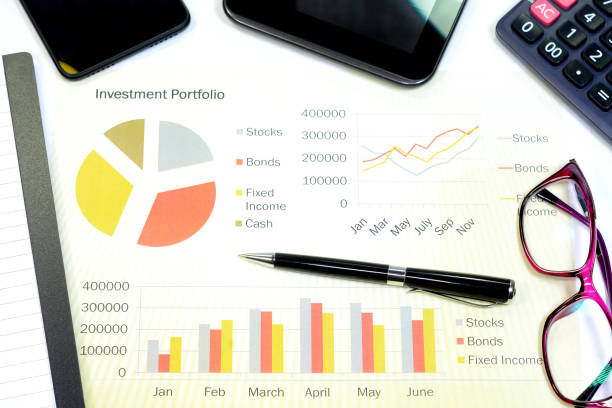 Investment Portfolio
Stocks
Bonds
Fixed
Income
Cash
400000
300000
200000
100000
0
Jan
Mar
May
July
Sep
Nov
Stocks
Bonds
Fixed
Income
400000
300000
200000
100000
0
Jan
Feb
March
April
May
June
Stocks
Bonds
Fixed Income
AC
0
00
1
2
3